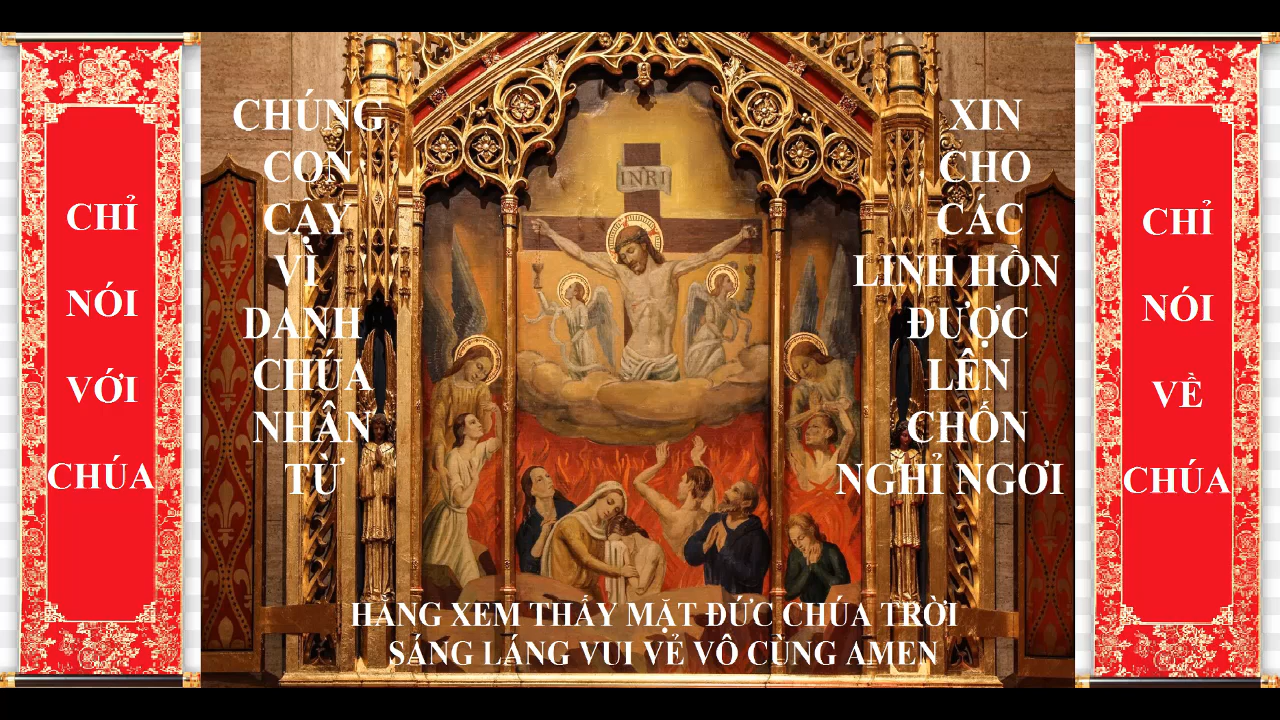 CHỈ
NÓI
VỚI
CHÚA
CHÚNG
CON
CẠY
VÌ
DANH
CHÚA
NHÂN
TỪ
INRI
XIN
CHO
CÁC
LINH HỒN
ĐƯỢC
LÊN
CHỐN
NGHỈ NGƠI
HẰNG XEM THẤY MẶT ĐỨC CHÚA TRỜI
SÁNG LÁNG VUI VẺ VÔ CÙNG AMEN
CHỈ
NÓI
VỀ
CHÚA